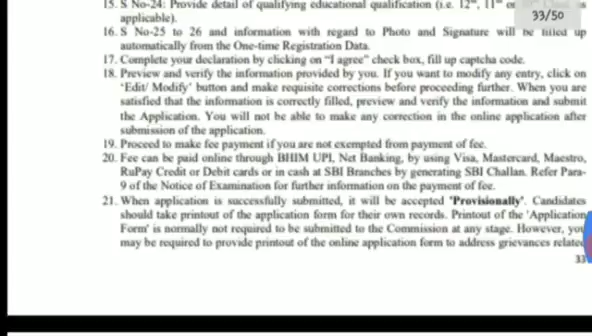 15. S No-24: Provide detail of qualifying educational qualification (i.e. 12th, 11th or
33/50
applicable).
16. S No-25 to 26 and information with regard to Photo and Signature will be filled up
automatically from the One-time Registration Data.
17. Complete your declaration by clicking on "I agree" check box, fill up captcha code.
18. Preview and verify the information provided by you. If you want to modify any entry, click on
'Edit/ Modify' button and make requisite corrections before proceeding further. When you are
satisfied that the information is correctly filled, preview and verify the information and submit
the Application. You will not be able to make any correction in the online application after
submission of the application.
19. Proceed to make fee payment if you are not exempted from payment of fee.
20. Fee can be paid online through BHIM UPI, Net Banking, by using Visa, Mastercard, Maestro,
RuPay Credit or Debit cards or in cash at SBI Branches by generating SBI Challan. Refer Para-
9 of the Notice of Examination for further information on the payment of fee.
21. When application is successfully submitted, it will be accepted 'Provisionally'. Candidates
should take printout of the application form for their own records. Printout of the 'Application
Form' is normally not required to be submitted to the Commission at any stage. However, you
may be required to provide printout of the online application form to address grievances related
33